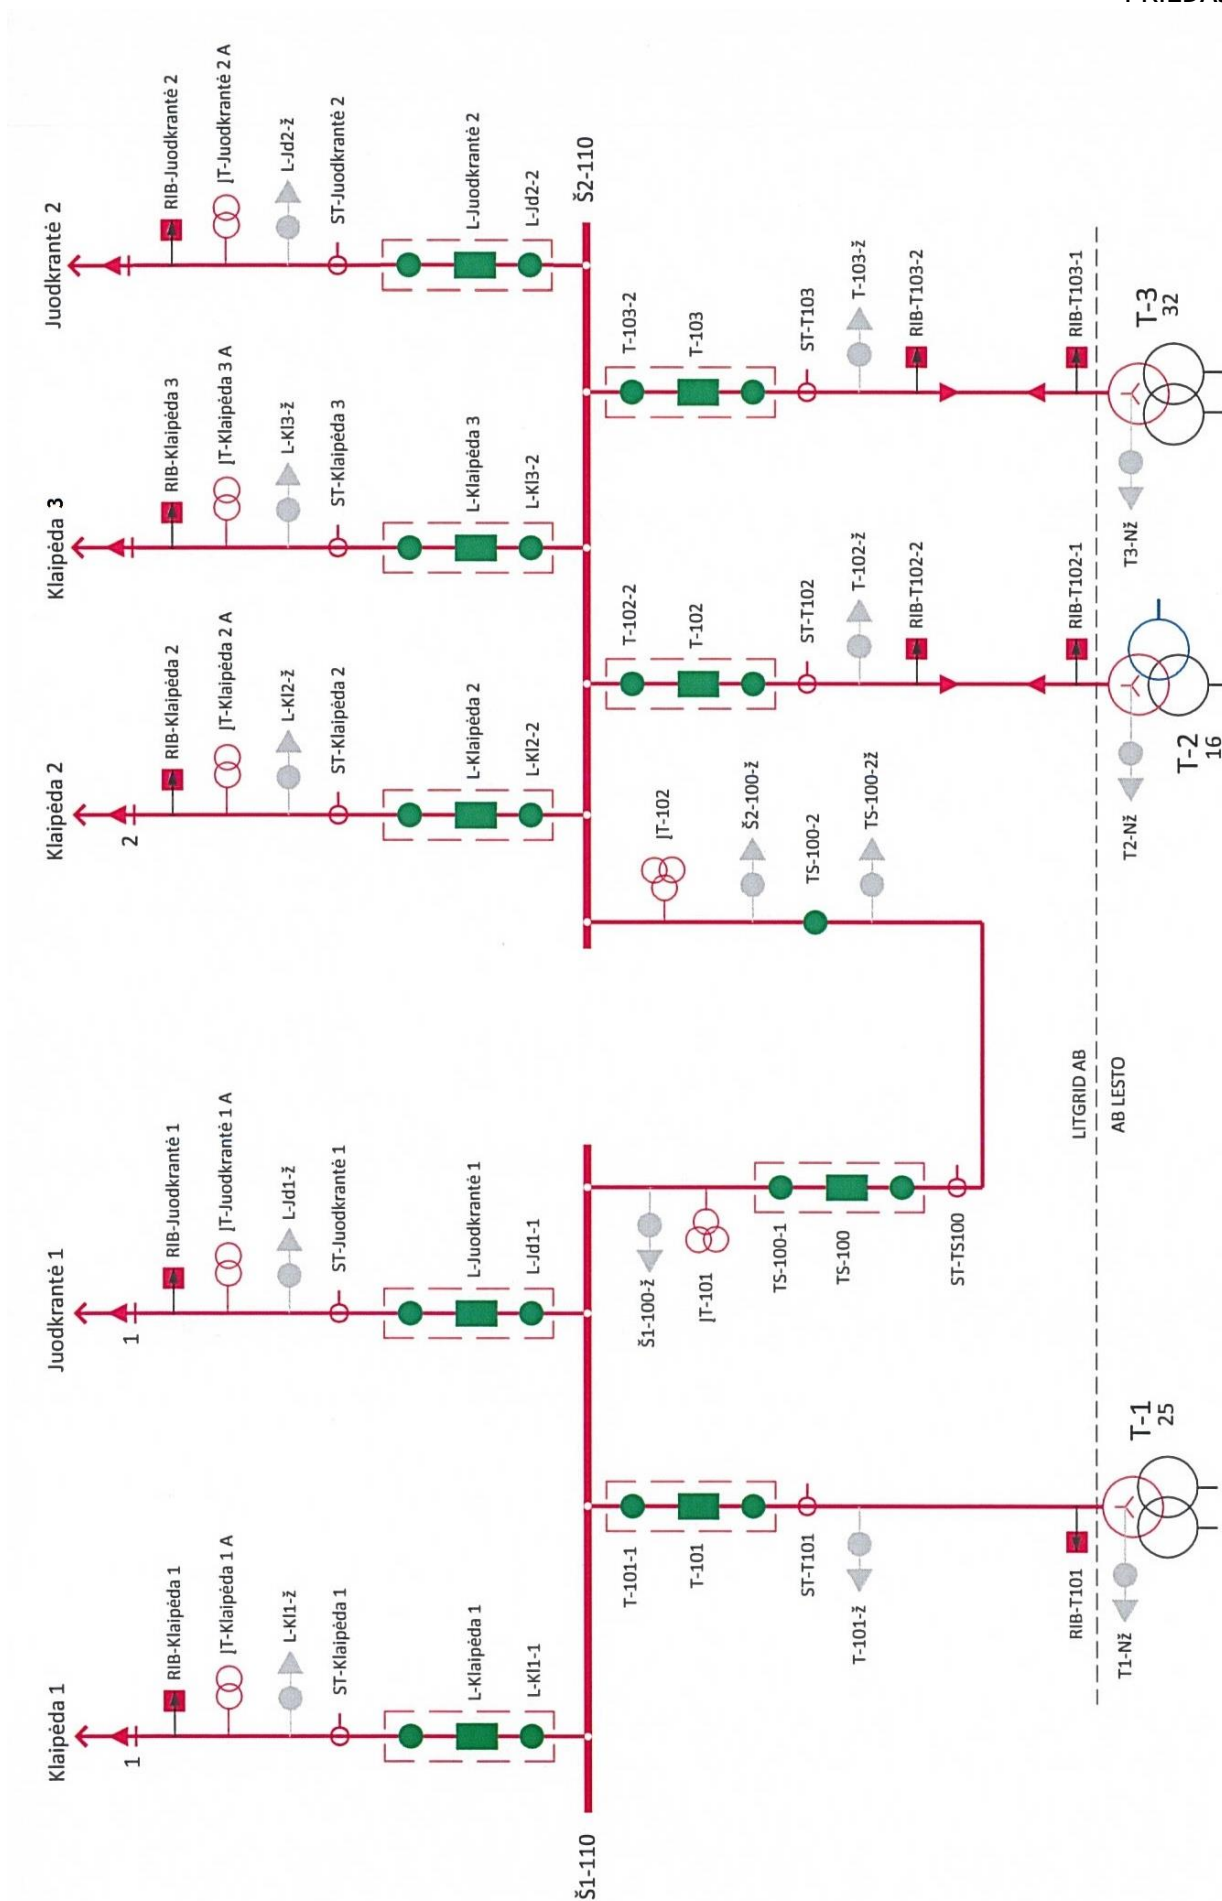 PRIEDAS
Klaipėda 1
1
RIB-Klaipėda 1
ĮT-Klaipėda 1 A
L-Kl1-ž
ST-Klaipėda 1
L-Klaipėda 1
L-Kl1-1
Juodkrantė 1
1
RIB-Juodkrantė 1
ĮT-Juodkrantė 1 A
L-Jd1-ž
ST-Juodkrantė 1
L-Juodkrantė 1
L-Jd1-1
Klaipėda 2
2
RIB-Klaipėda 2
ĮT-Klaipėda 2 A
L-Kl2-ž
ST-Klaipėda 2
L-Klaipėda 2
L-Kl2-2
Klaipėda 3
RIB-Klaipėda 3
ĮT-Klaipėda 3 A
L-Kl3-ž
ST-Klaipėda 3
L-Klaipėda 3
L-Kl3-2
Juodkrantė 2
RIB-Juodkrantė 2
ĮT-Juodkrantė 2 A
L-Jd2-ž
ST-Juodkrantė 2
L-Juodkrantė 2
L-Jd2-2
Š1-110
Š2-110
T-101-1
T-101
ST-T101
T-101-ž
RIB-T101
T1-Nž
T-1
25
Š1-100-ž
ĮT-101
TS-100-1
TS-100
ST-TS100
ĮT-102
Š2-100-ž
TS-100-2
TS-100-2ž
T-102-2
T-102
ST-T102
T-102-ž
RIB-T102-2
RIB-T102-1
T2-Nž
T-2
16
T-103-2
T-103
ST-T103
T-103-ž
RIB-T103-2
RIB-T103-1
T3-Nž
T-3
32
LITGRID AB
AB LESTO